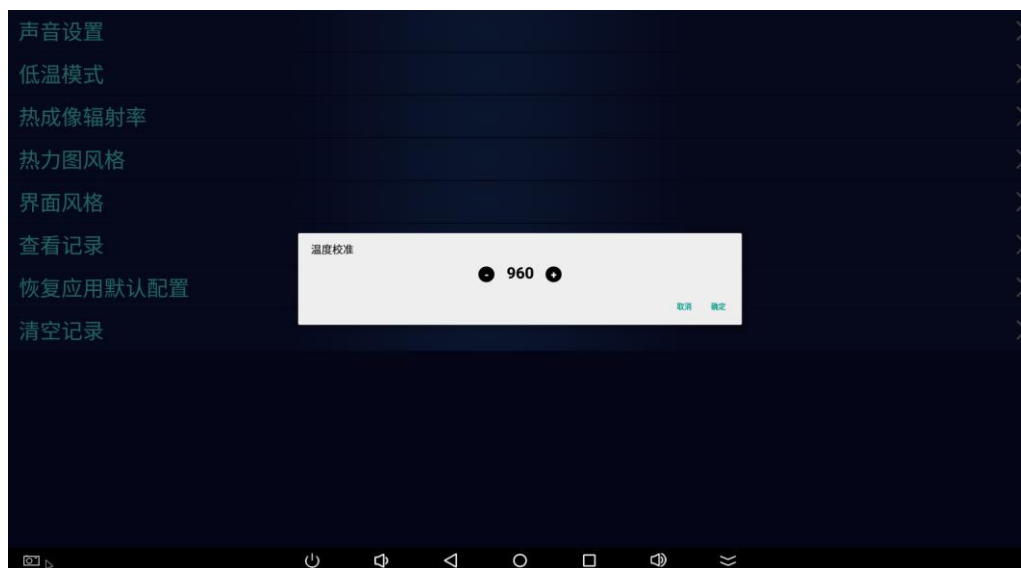 声音设置
低温模式
热成像辐射率
热力图风格
界面风格
查看记录
恢复应用默认配置
清空记录
温度校准
- 960 +
取消 确定